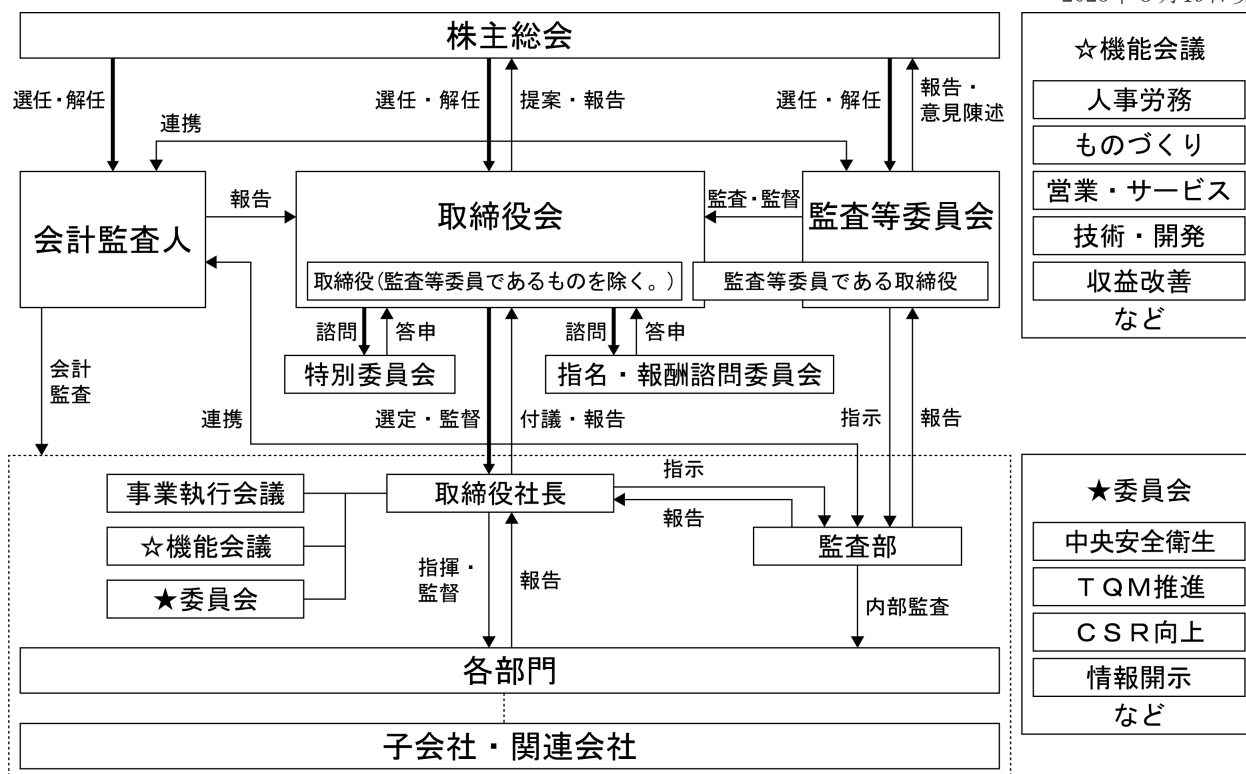 株主総会
選任・解任
選任・解任
提案・報告
選任・解任
報告・
意見陳述
連携
会計監査人
報告
取締役会
監査・監督
監査等委員会
取締役（監査等委員であるものを除く。）
監査等委員である取締役
諮問
答申
諮問
答申
特別委員会
指名・報酬諮問委員会
会計
監査
連携
選定・監督
付議・報告
指示
報告
事業執行会議
☆機能会議
★委員会
取締役社長
指示
報告
監査部
指揮・
監督
報告
内部監査
各部門
子会社・関連会社
☆機能会議
人事労務
ものづくり
営業・サービス
技術・開発
収益改善
など
★委員会
中央安全衛生
ＴＱＭ推進
ＣＳＲ向上
情報開示
など